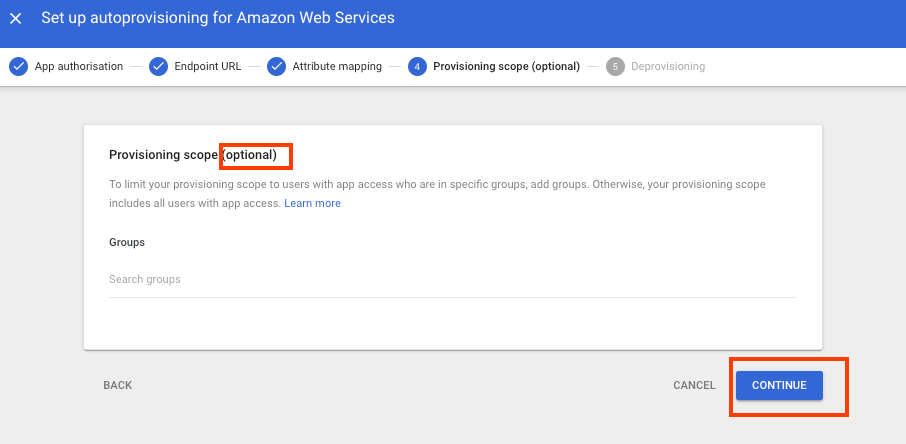 Set up autoprovisioning for Amazon Web Services
App authorisation
Endpoint URL
Attribute mapping
4 Provisioning scope (optional)
5 Deprovisioning
Provisioning scope (optional)
To limit your provisioning scope to users with app access who are in specific groups, add groups. Otherwise, your provisioning scope
includes all users with app access. Learn more
Groups
Search groups
BACK
CANCEL
CONTINUE